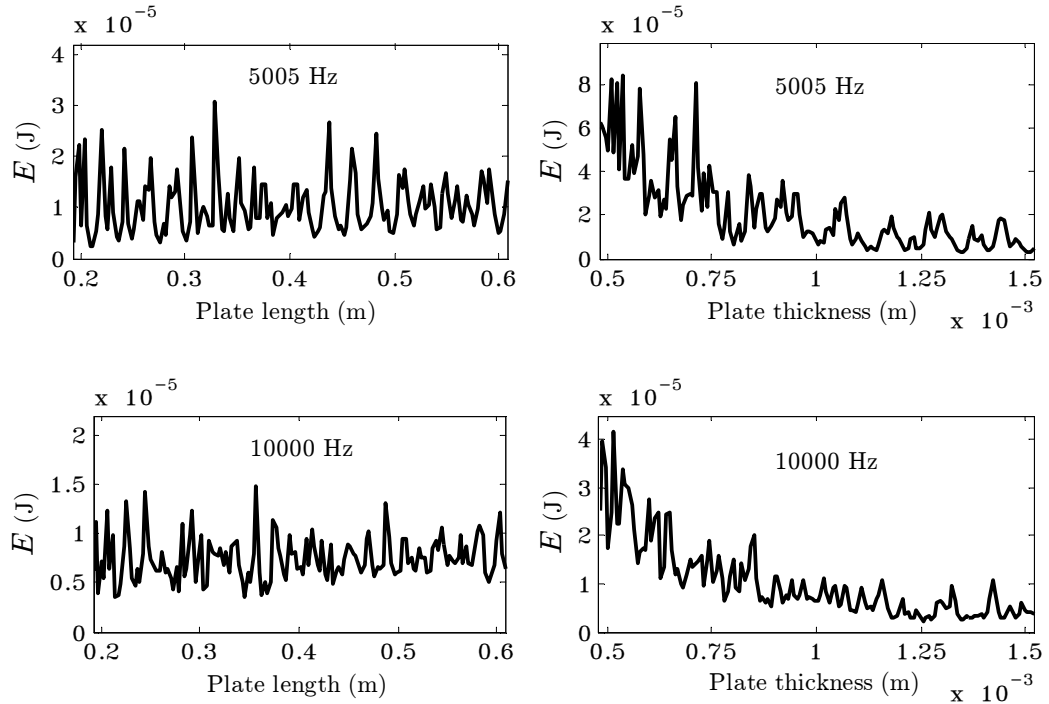 x 10⁻⁵
4
3
2
1
0
E (J)
5005 Hz
0.2 0.3 0.4 0.5 0.6
Plate length (m)
x 10⁻⁵
8
6
4
2
0
E (J)
5005 Hz
0.5 0.75 1 1.25 1.5
Plate thickness (m)
x 10⁻³
x 10⁻⁵
2
1.5
1
0.5
0
E (J)
10000 Hz
0.2 0.3 0.4 0.5 0.6
Plate length (m)
x 10⁻⁵
4
3
2
1
0
E (J)
10000 Hz
0.5 0.75 1 1.25 1.5
Plate thickness (m)
x 10⁻³